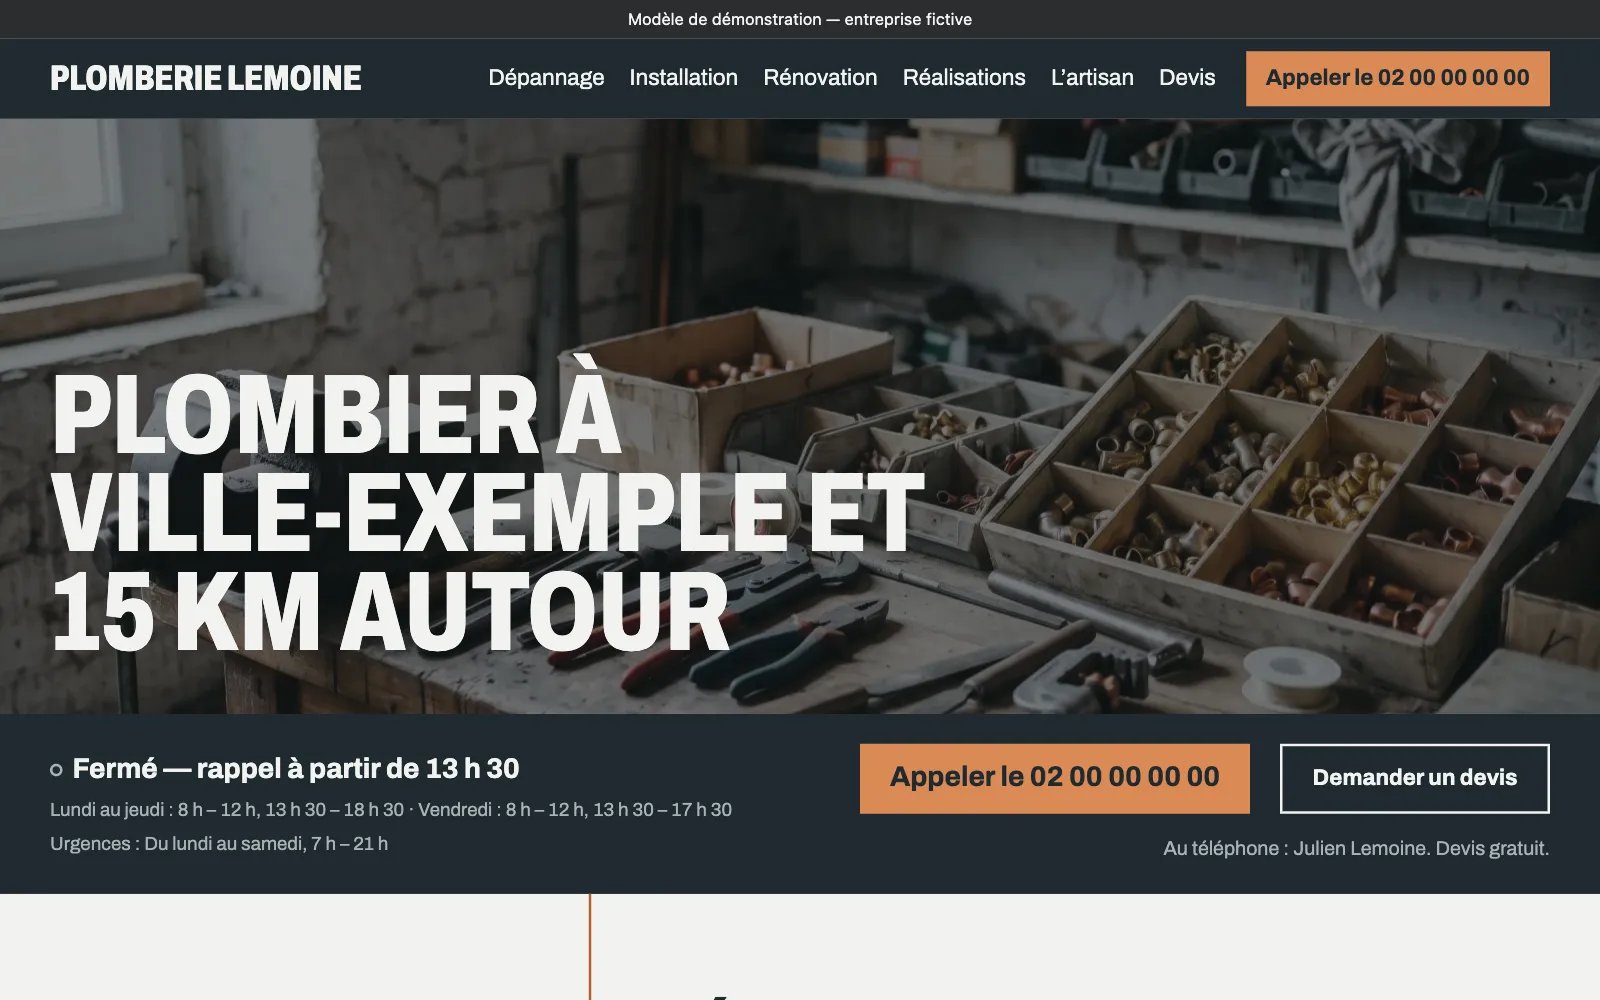 Modèle de démonstration — entreprise fictive
PLOMBERIE LEMOINE
Dépannage
Installation
Rénovation
Réalisations
L’artisan
Devis
Appeler le 02 00 00 00 00
PLOMBIER À
VILLE-EXEMPLE ET
15 KM AUTOUR
Fermé — rappel à partir de 13 h 30
Lundi au jeudi : 8 h – 12 h, 13 h 30 – 18 h 30 · Vendredi : 8 h – 12 h, 13 h 30 – 17 h 30
Urgences : Du lundi au samedi, 7 h – 21 h
Appeler le 02 00 00 00 00
Demander un devis
Au téléphone : Julien Lemoine. Devis gratuit.